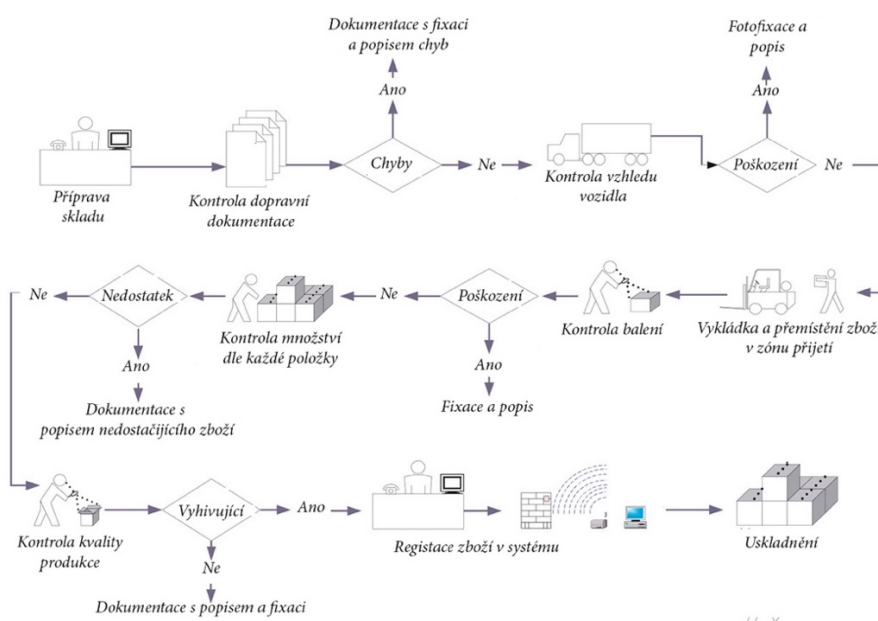 Dokumentace s fixaci
a popisem chyb
Fotofixace a
popis
Ano
Ano
Chyby
Ne
Poškození
Ne
Příprava
skladu
Kontrola dopravní
dokumentace
Kontrola vzhledu
vozidla
Ne
Nedostatek
Ne
Poškození
Kontrola množství
dle každé položky
Kontrola balení
Vykládka a přemístění zboží
v zónu přijetí
Ano
Ano
Dokumentace s
popisem nedostačijícího zboží
Fixace a popis
Vyhivující
Ano
Kontrola kvality
produkce
Registace zboží v systému
Uskladnění
Ne
Dokumentace s popisem a fixaci